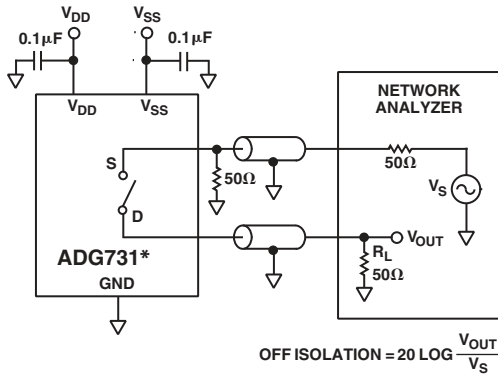 V_DD
V_SS
0.1µF
0.1µF
V_DD
V_SS
NETWORK
ANALYZER
S
50Ω
50Ω
V_S
D
V_OUT
ADG731*
R_L
50Ω
GND
OFF ISOLATION = 20 LOG V_OUT/V_S